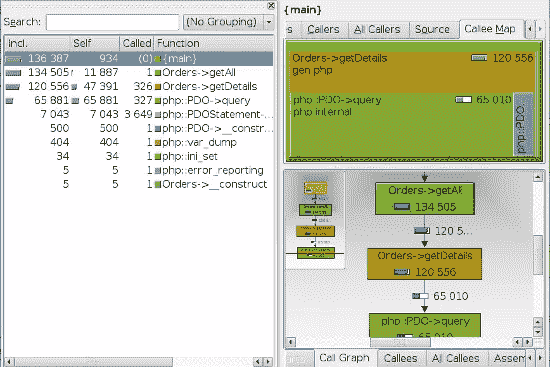 Search:
(No Grouping)
Incl. Self Called Function
136 387 934 (0) {main}
134 505 11 887 1 Orders->getAll
120 556 47 391 326 Orders->getDetails
65 881 65 881 327 php::PDO->query
7 043 7 043 3 649 php::PDOStatement-...
500 500 1 php::PDO->__constr...
404 404 1 php::var_dump
34 34 1 php::ini_set
5 5 1 php::error_reporting
5 5 1 Orders->__construct
{main}
s Callers All Callers Source Callee Map
Orders->getDetails 120 556
gen php
php::PDO->query 65 010
php internal
php::PDO
Orders->getAll
134 505
120 5...
Orders->getDetails
120 556
65 010
php::PDO->query
Call Graph Callees All Callees Assem